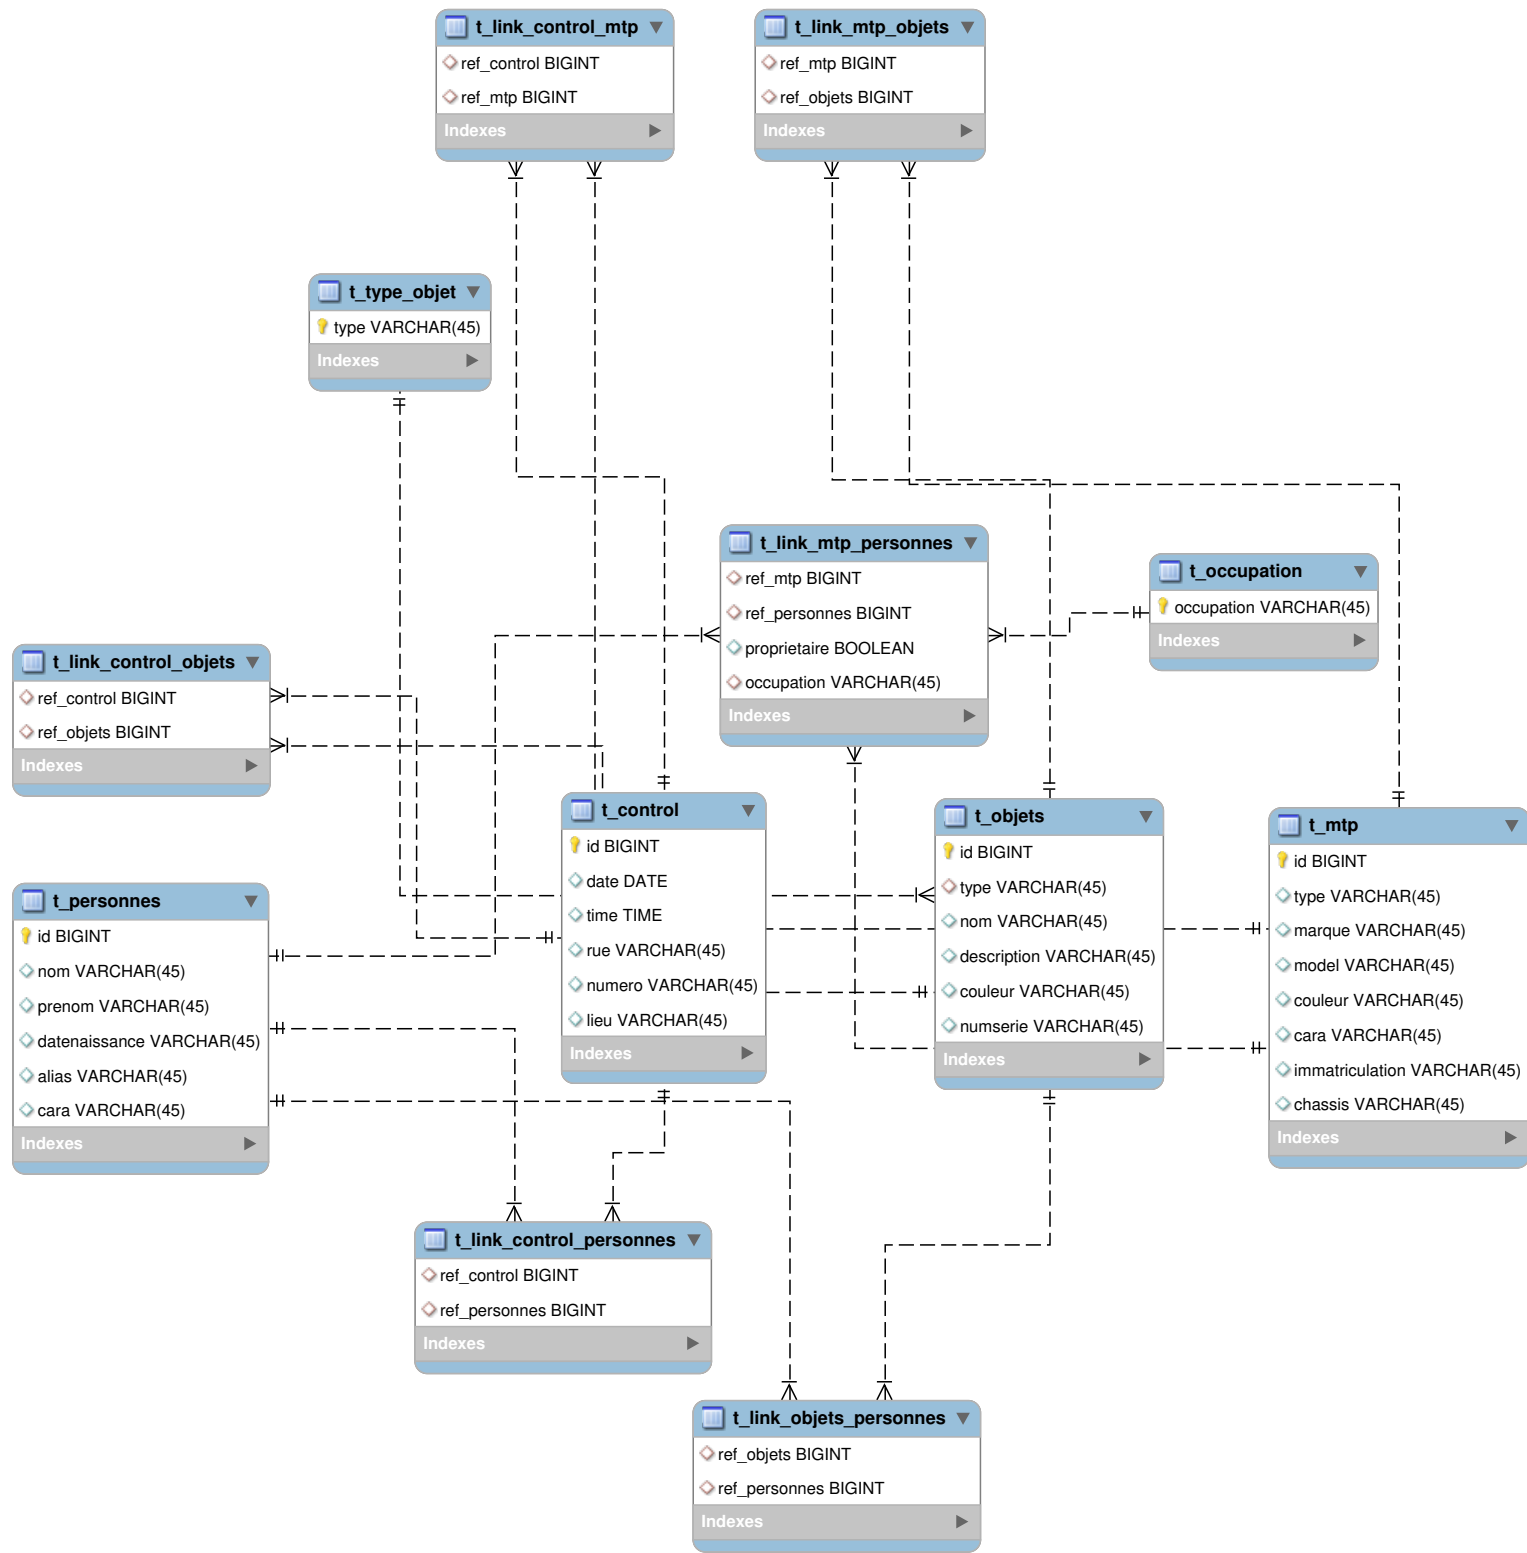 t_link_control_mtp
ref_control BIGINT
ref_mtp BIGINT
Indexes
t_link_mtp_objets
ref_mtp BIGINT
ref_objets BIGINT
Indexes
t_type_objet
type VARCHAR(45)
Indexes
t_link_mtp_personnes
ref_mtp BIGINT
ref_personnes BIGINT
proprietaire BOOLEAN
occupation VARCHAR(45)
Indexes
t_occupation
occupation VARCHAR(45)
Indexes
t_link_control_objets
ref_control BIGINT
ref_objets BIGINT
Indexes
t_control
id BIGINT
date DATE
time TIME
rue VARCHAR(45)
numero VARCHAR(45)
lieu VARCHAR(45)
Indexes
t_objets
id BIGINT
type VARCHAR(45)
nom VARCHAR(45)
description VARCHAR(45)
couleur VARCHAR(45)
numserie VARCHAR(45)
Indexes
t_mtp
id BIGINT
type VARCHAR(45)
marque VARCHAR(45)
model VARCHAR(45)
couleur VARCHAR(45)
cara VARCHAR(45)
immatriculation VARCHAR(45)
chassis VARCHAR(45)
Indexes
t_personnes
id BIGINT
nom VARCHAR(45)
prenom VARCHAR(45)
datenaissance VARCHAR(45)
alias VARCHAR(45)
cara VARCHAR(45)
Indexes
t_link_control_personnes
ref_control BIGINT
ref_personnes BIGINT
Indexes
t_link_objets_personnes
ref_objets BIGINT
ref_personnes BIGINT
Indexes